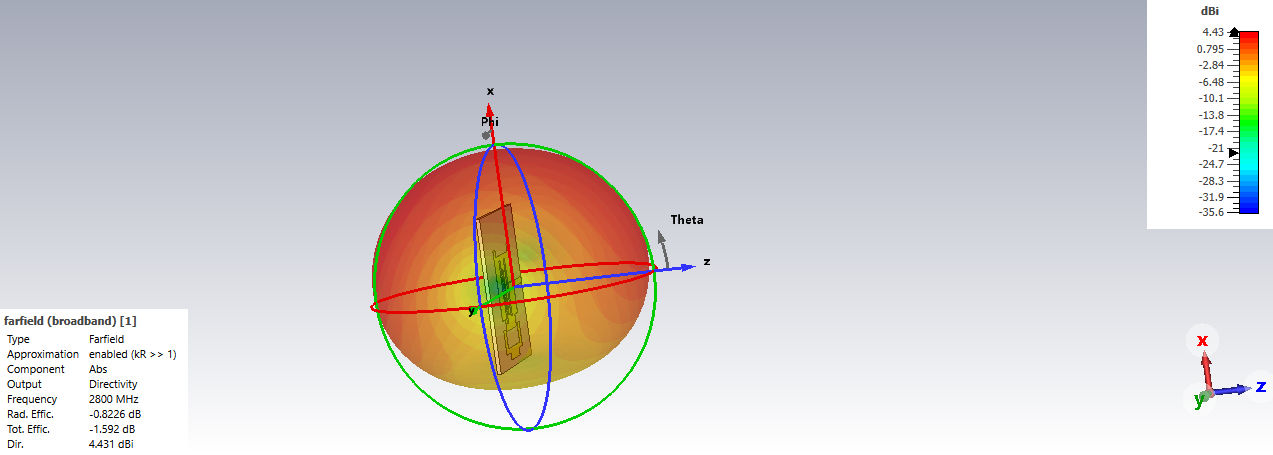 dBi
4.43
0.795
-2.84
-6.48
-10.1
-13.8
-17.4
-21
-24.7
-28.3
-31.9
-35.6
x
Phi
Theta
z
y
farfield (broadband) [1]
Type Farfield
Approximation enabled (kR >> 1)
Component Abs
Output Directivity
Frequency 2800 MHz
Rad. Effic. -0.8226 dB
Tot. Effic. -1.592 dB
Dir. 4.431 dBi
x
z
y